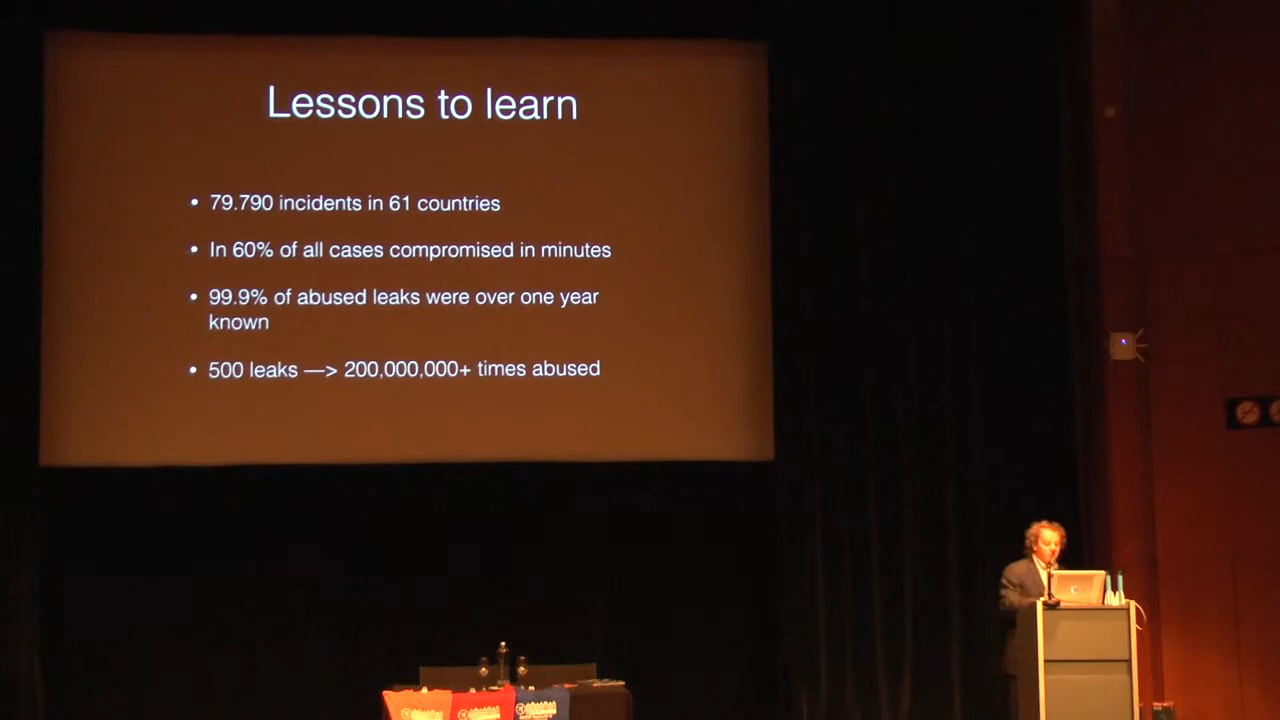 Lessons to learn
• 79.790 incidents in 61 countries
• In 60% of all cases compromised in minutes
• 99.9% of abused leaks were over one year
known
• 500 leaks —> 200,000,000+ times abused